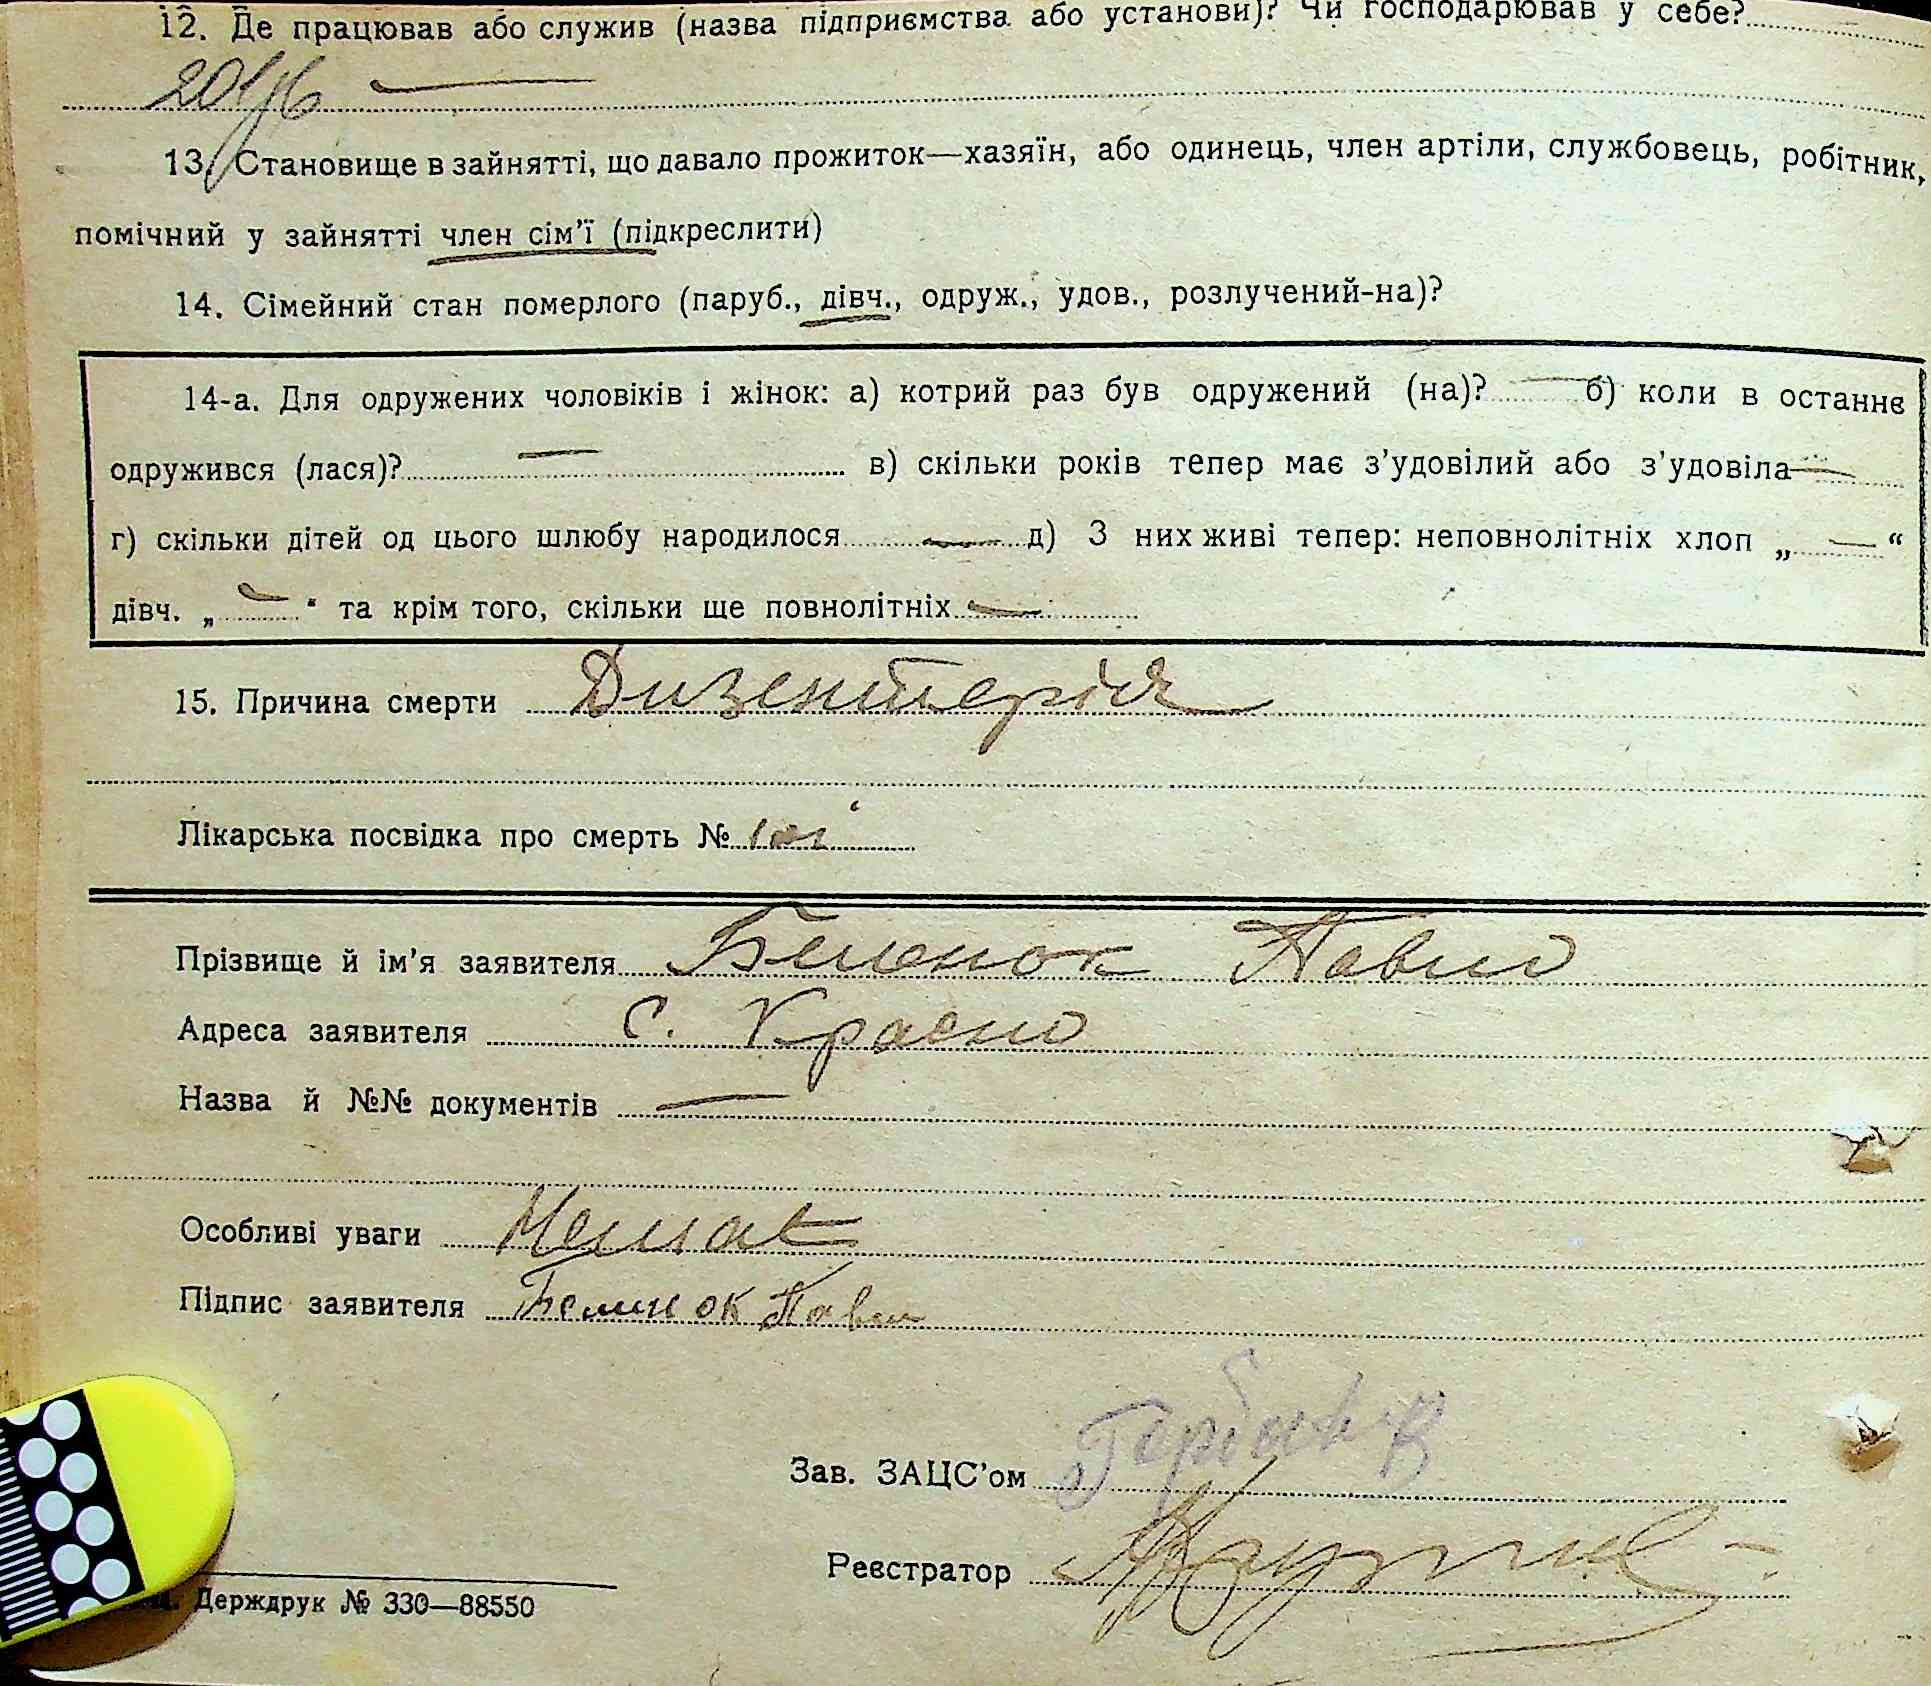 12. Де працював або служив (назва підприємства або установи)? Чи господарював у себе?
13. Становище в зайнятті, що давало прожиток—хазяїн, або одинець, член артіли, службовець, робітник,
помічний у зайнятті член сім'ї (підкреслити)
14. Сімейний стан померлого (паруб., дівч., одруж., удов., розлучений-на)?
14-а. Для одружених чоловіків і жінок: а) котрий раз був одружений (на)? — б) коли в останнє
одружився (лася)? — в) скільки років тепер має з'удовілий або з'удовіла —
г) скільки дітей од цього шлюбу народилося — д) З них живі тепер: неповнолітніх хлоп „ — “
дівч. „ — “ та крім того, скільки ще повнолітніх —
15. Причина смерти Дизентерія
Лікарська посвідка про смерть №
Прізвище й ім'я заявителя Павло
Адреса заявителя с. Красно
Назва й №№ документів —
Особливі уваги Немає
Підпис заявителя
Зав. ЗАЦС'ом
Реєстратор
Держдрук № 330—88550